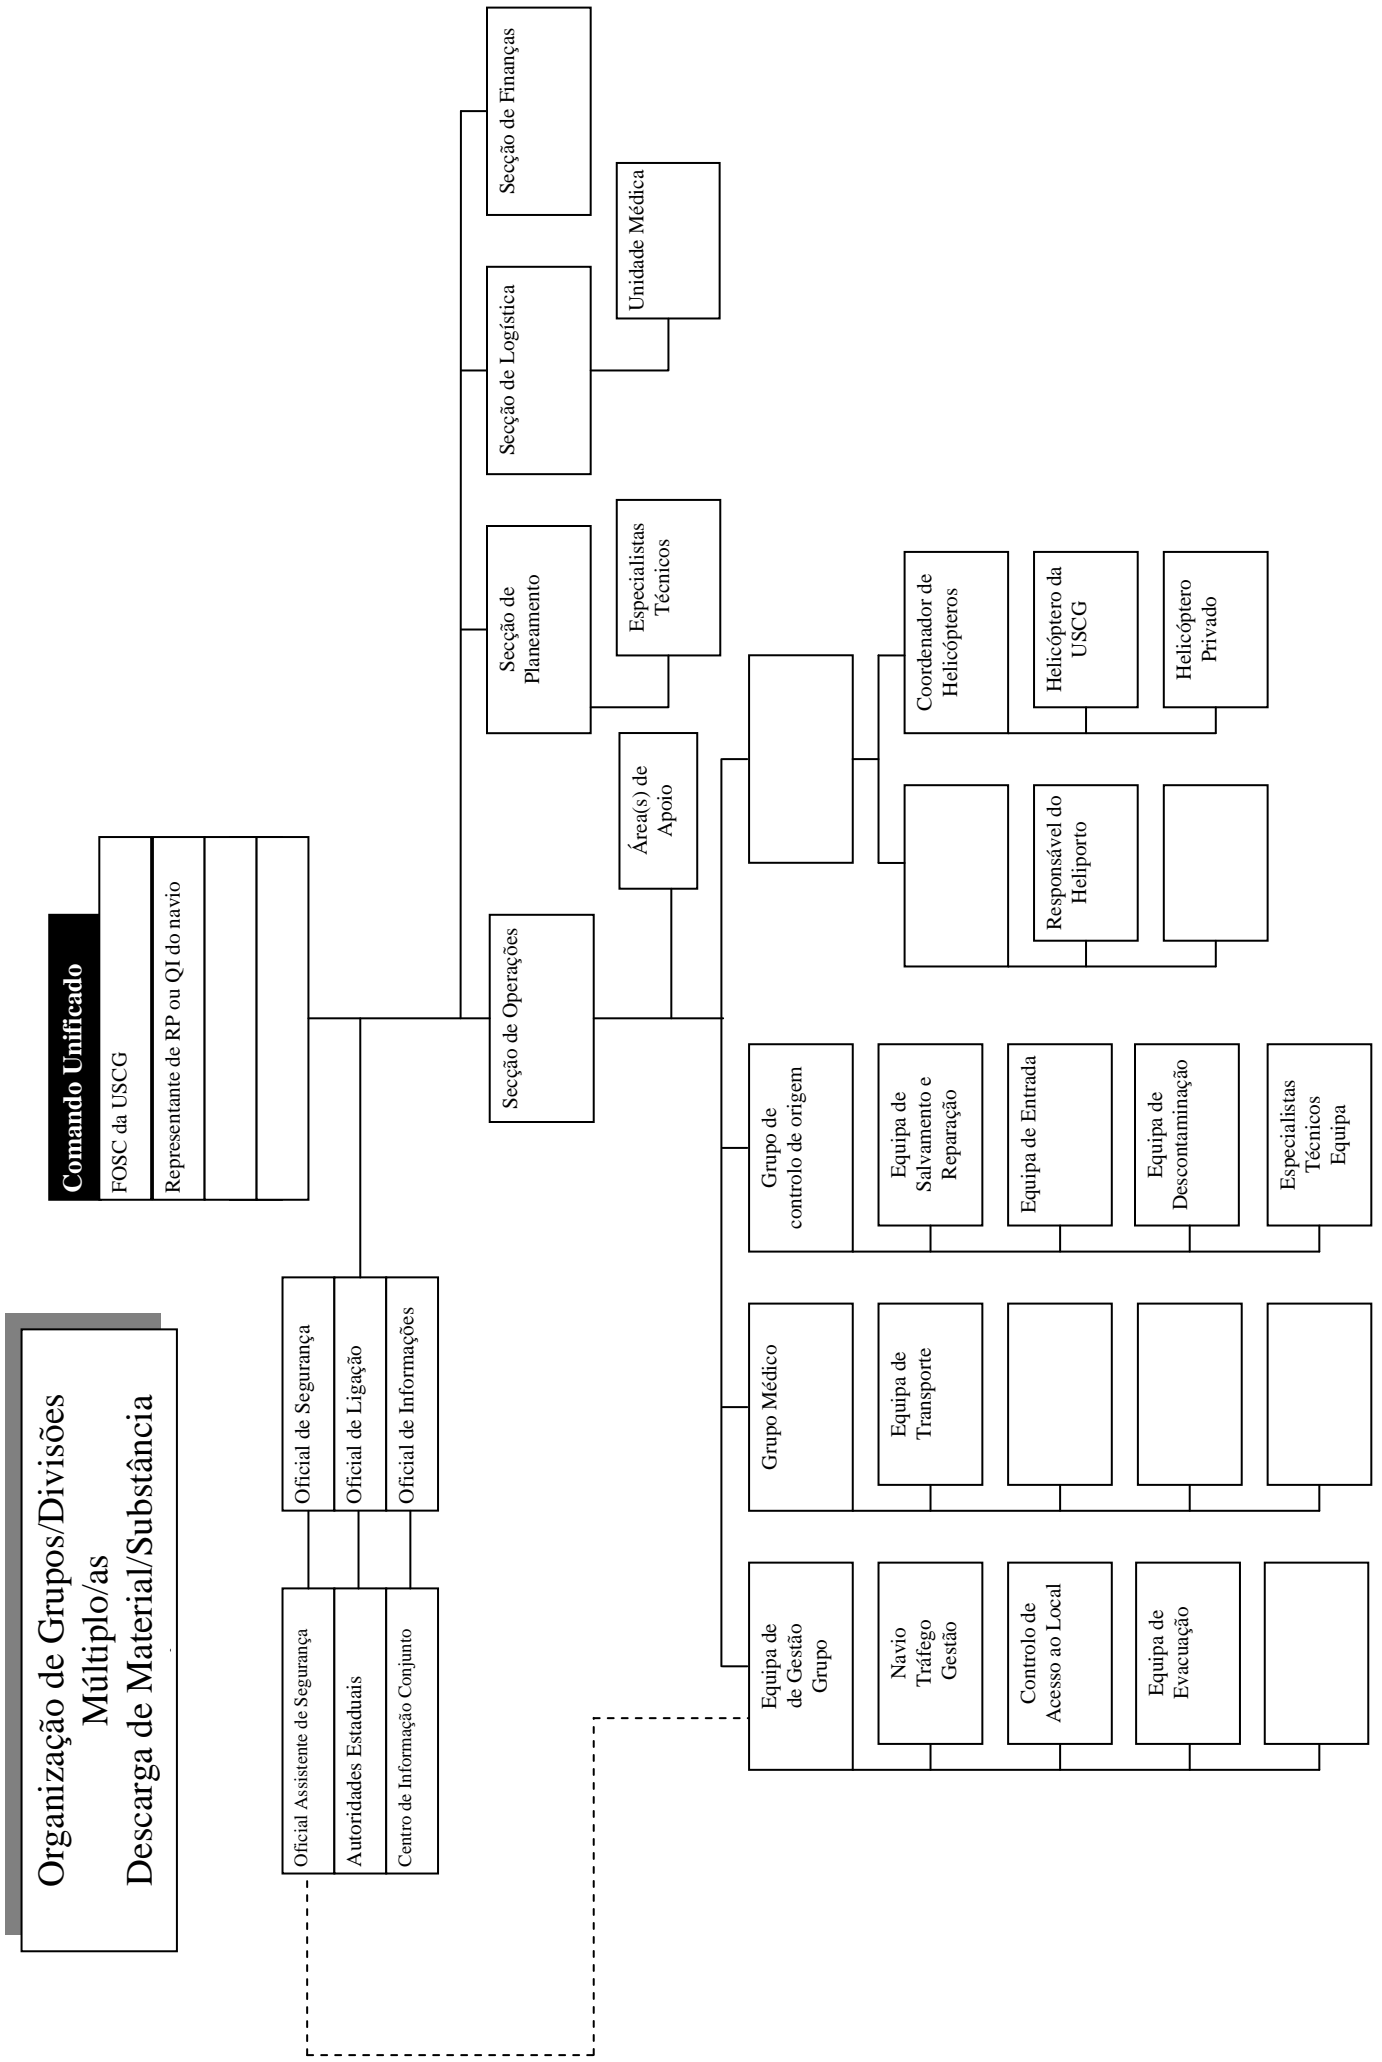 Organização de Grupos/Divisões
Múltiplo/as
Descarga de Material/Substância
Comando Unificado
FOSC da USCG
Representante de RP ou QI do navio
Oficial Assistente de Segurança
Oficial de Segurança
Autoridades Estaduais
Oficial de Ligação
Centro de Informação Conjunto
Oficial de Informações
Secção de Operações
Secção de
Planeamento
Secção de Logística
Secção de Finanças
Área(s) de
Apoio
Especialistas
Técnicos
Unidade Médica
Equipa de
de Gestão
Grupo
Navio
Tráfego
Gestão
Controlo de
Acesso ao Local
Equipa de
Evacuação
Grupo Médico
Equipa de
Transporte
Grupo de
controlo de origem
Equipa de
Salvamento e
Reparação
Equipa de Entrada
Equipa de
Descontaminação
Especialistas
Técnicos
Equipa
Responsável do
Heliporto
Coordenador de
Helicópteros
Helicóptero da
USCG
Helicóptero
Privado